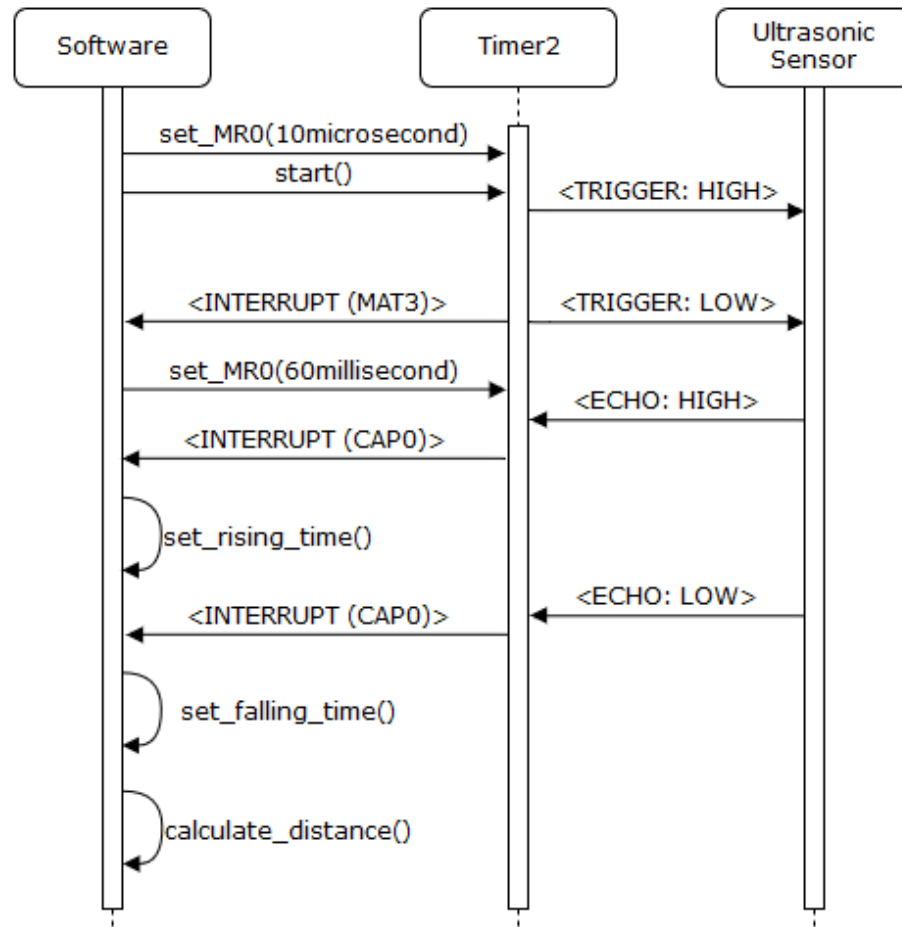 Software
Timer2
Ultrasonic
Sensor
set_MR0(10microsecond)
start()
<TRIGGER: HIGH>
<INTERRUPT (MAT3)>
<TRIGGER: LOW>
set_MR0(60millisecond)
<ECHO: HIGH>
<INTERRUPT (CAP0)>
set_rising_time()
<ECHO: LOW>
<INTERRUPT (CAP0)>
set_falling_time()
calculate_distance()